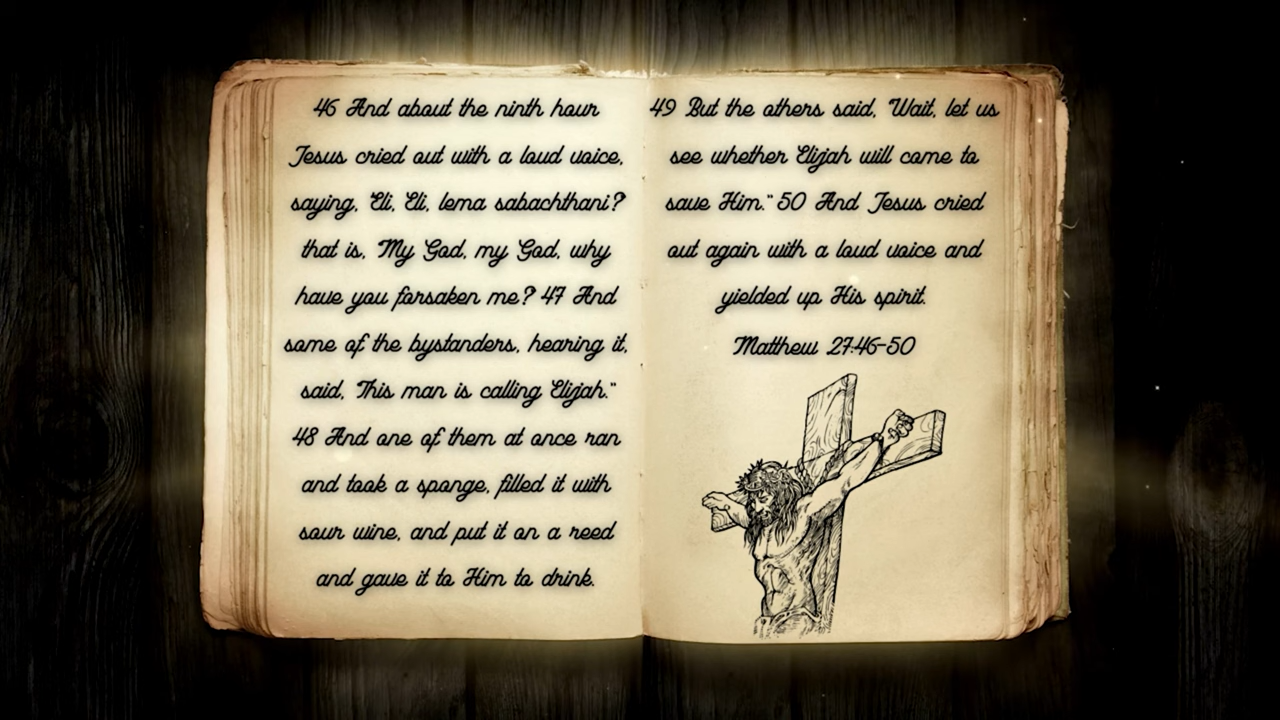 46 And about the ninth hour
Jesus cried out with a loud voice,
saying, "Eli, Eli, lema sabachthani?
that is, "My God, my God, why
have you forsaken me? 47 And
some of the bystanders, hearing it,
said, "This man is calling Elijah."
48 And one of them at once ran
and took a sponge, filled it with
sour wine, and put it on a reed
and gave it to Him to drink.
49 But the others said, "Wait, let us
see whether Elijah will come to
save Him." 50 And Jesus cried
out again with a loud voice and
yielded up His spirit.
Matthew 27:46-50